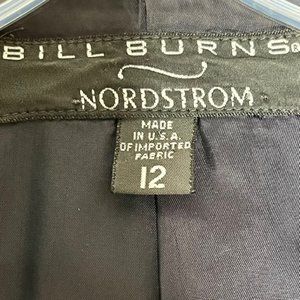 BILL BURNS®
NORDSTROM
MADE
IN U.S.A.
OF IMPORTED
FABRIC
12